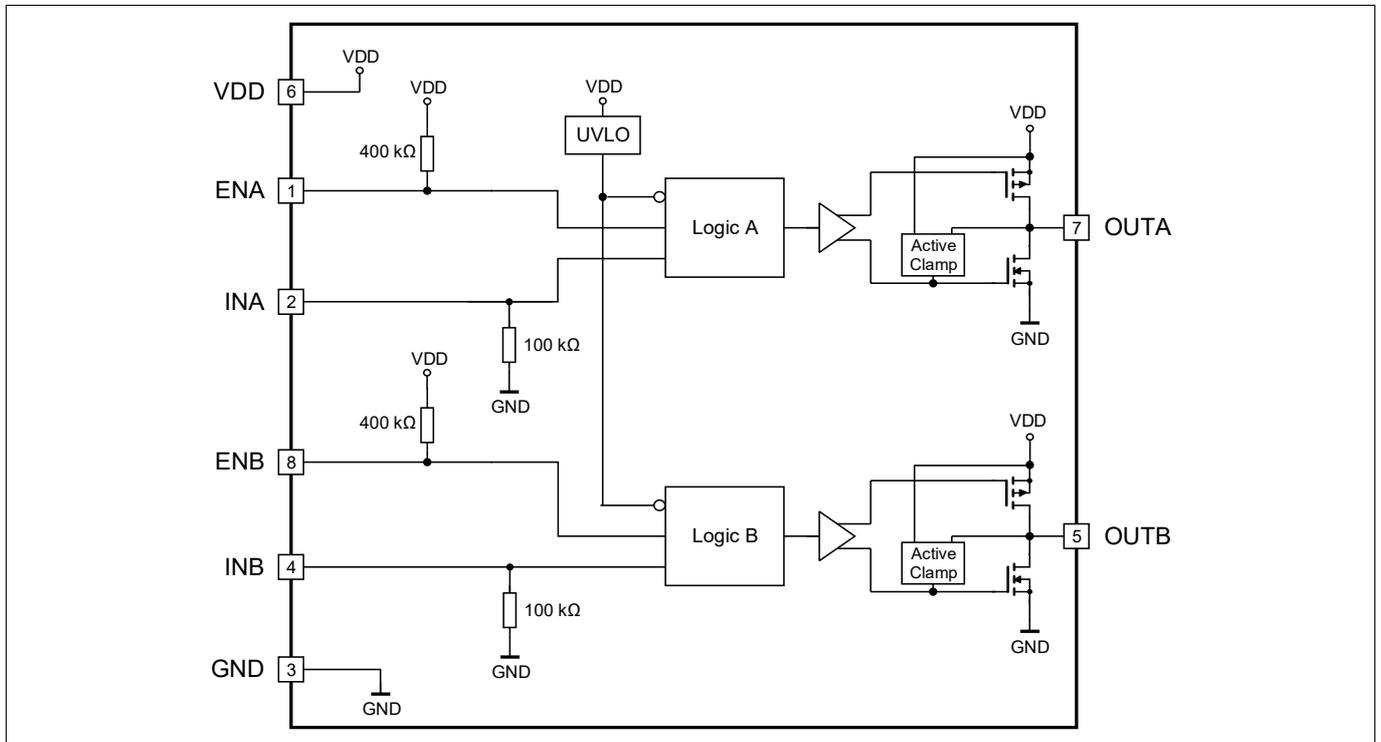 VDD
6
VDD
VDD
VDD
UVLO
400 kΩ
VDD
ENA
1
Logic A
Active
Clamp
7
OUTA
INA
2
100 kΩ
GND
GND
VDD
400 kΩ
VDD
ENB
8
Logic B
Active
Clamp
5
OUTB
INB
4
100 kΩ
GND
GND
GND
3
GND